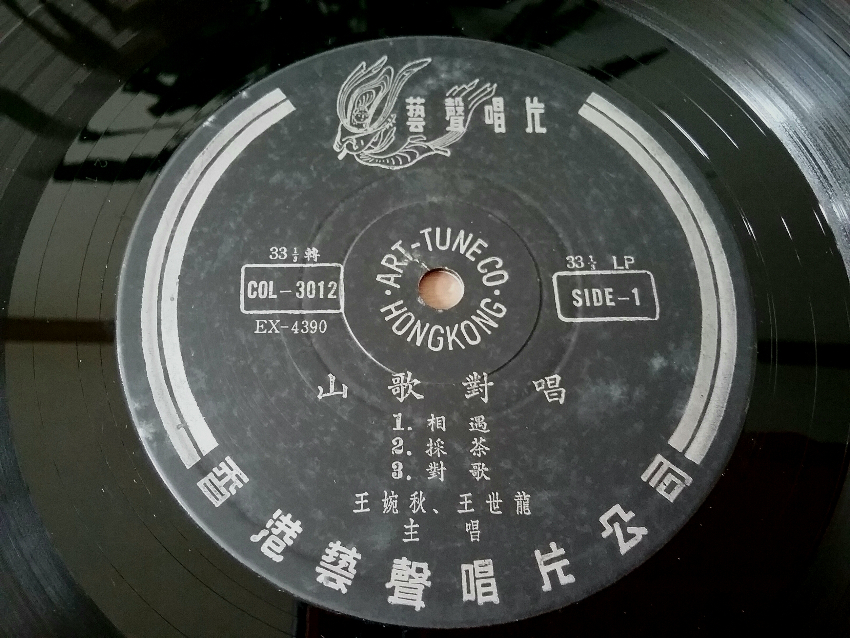 藝聲唱片
33⅓轉
COL-3012
EX-4390
·ART-TUNE CO·
HONGKONG
33⅓ LP
SIDE-1
山歌對唱
1. 相遇
2. 採茶
3. 對歌
王婉秋、王世龍
主唱
香港藝聲唱片公司